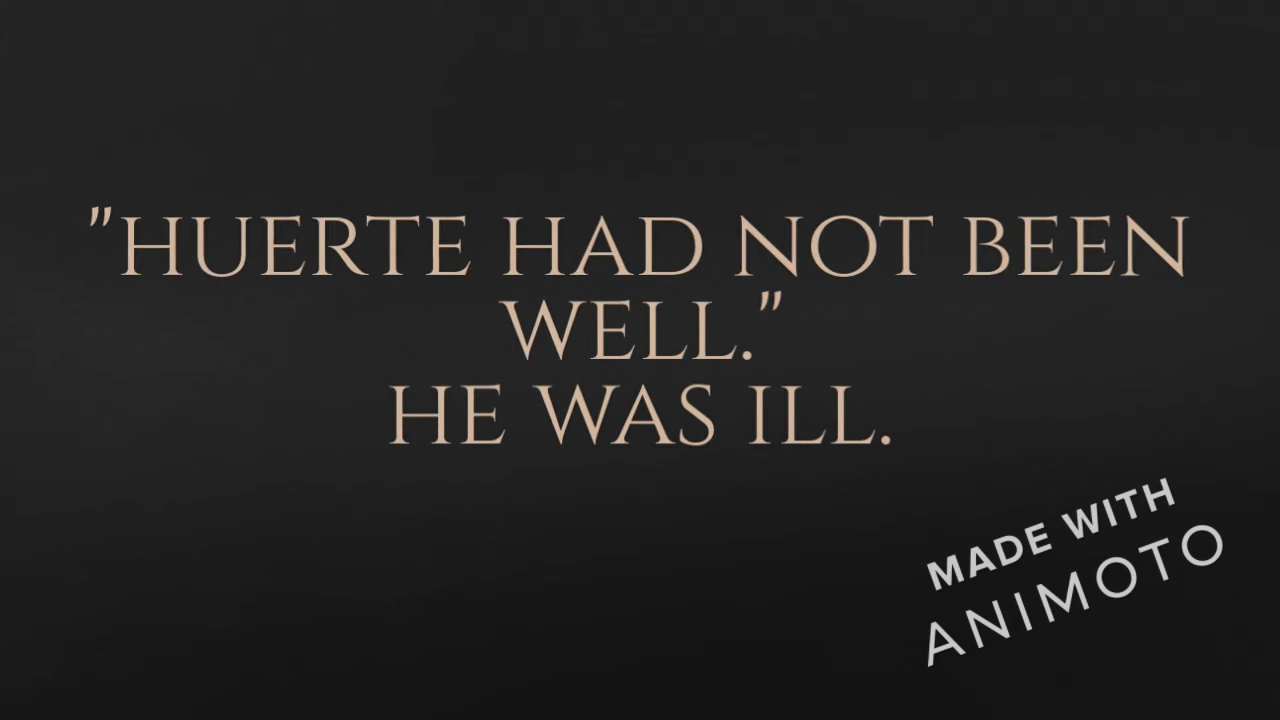 "HUERTE HAD NOT BEEN
WELL."
HE WAS ILL.
MADE WITH
ANIMOTO